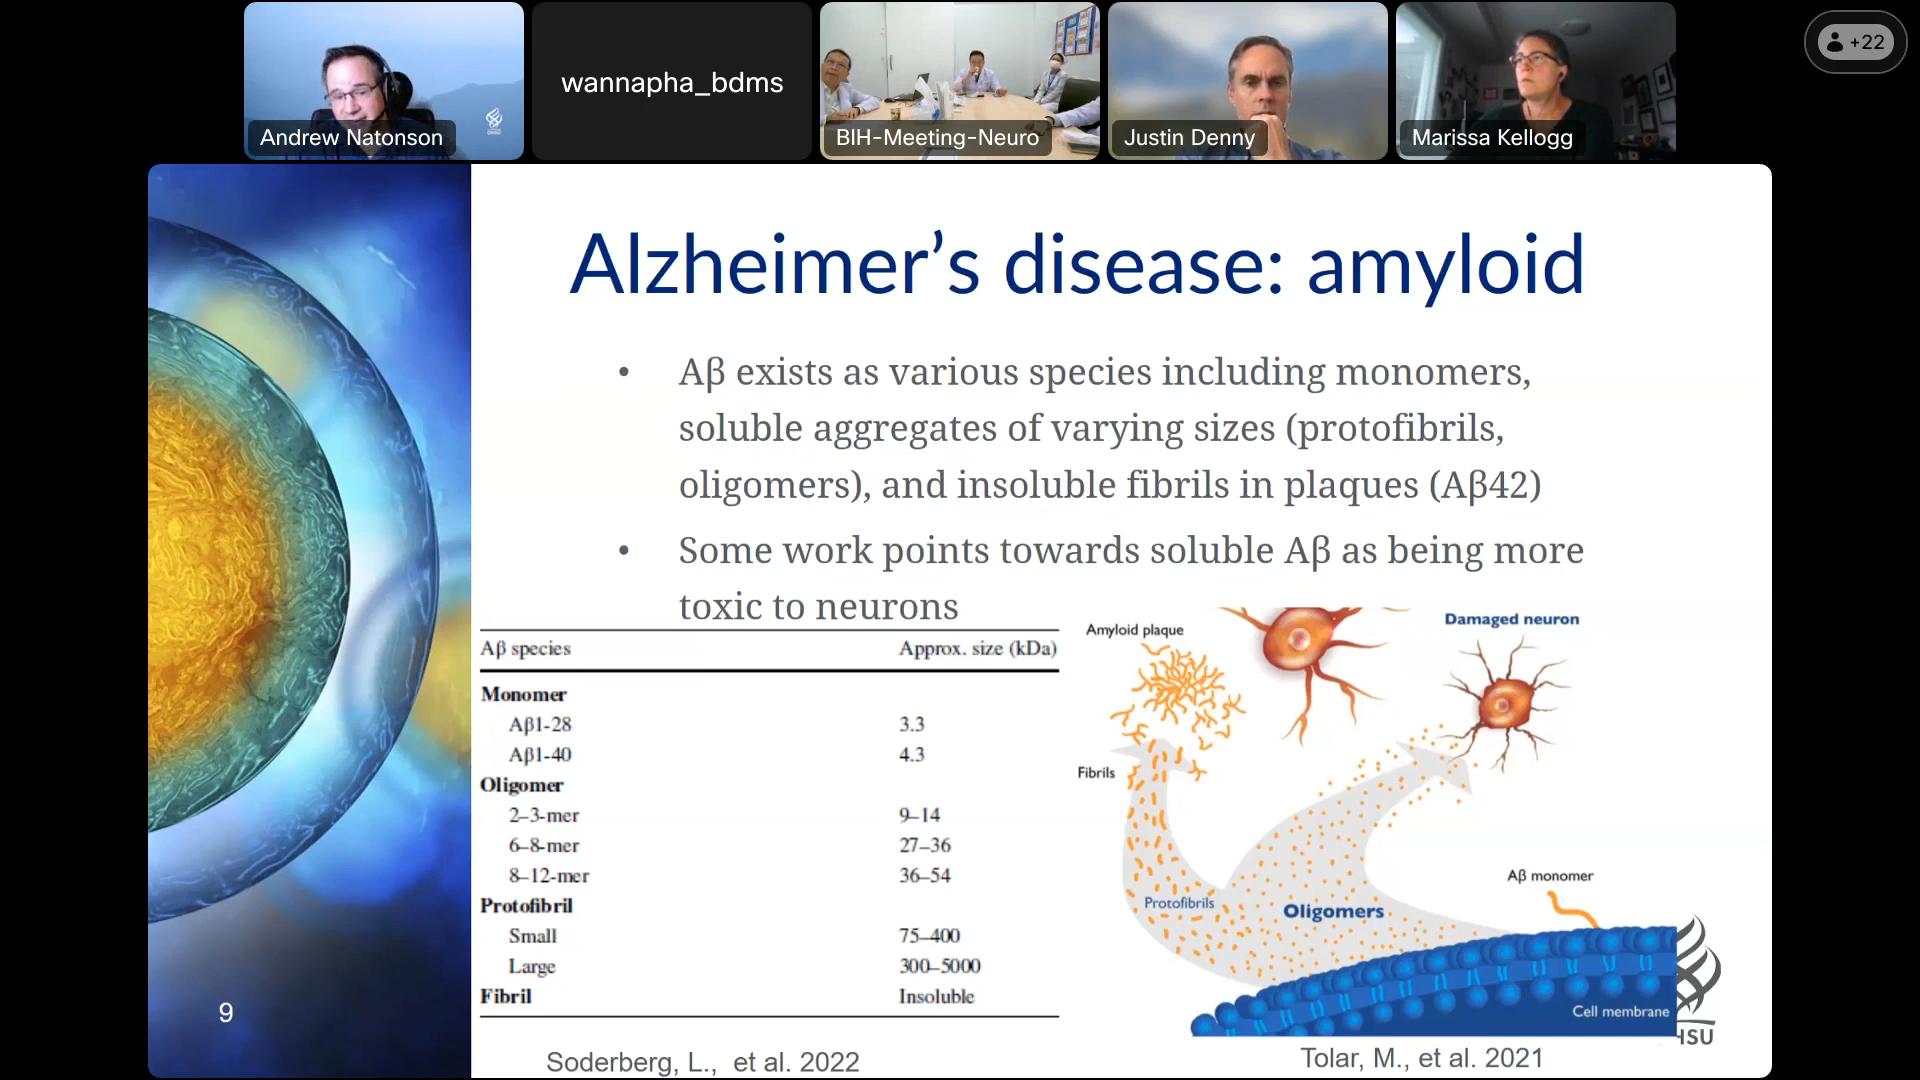 Andrew Natonson
wannapha_bdms
BIH-Meeting-Neuro
Justin Denny
Marissa Kellogg
+22
Alzheimer’s disease: amyloid
• Aβ exists as various species including monomers,
soluble aggregates of varying sizes (protofibrils,
oligomers), and insoluble fibrils in plaques (Aβ42)
• Some work points towards soluble Aβ as being more
toxic to neurons
Aβ species Approx. size (kDa)
Monomer
Aβ1-28 3.3
Aβ1-40 4.3
Oligomer
2–3-mer 9–14
6–8-mer 27–36
8–12-mer 36–54
Protofibril
Small 75–400
Large 300–5000
Fibril Insoluble
Soderberg, L., et al. 2022
Amyloid plaque
Damaged neuron
Fibrils
Aβ monomer
Protofibrils
Oligomers
Cell membrane
HSU
Tolar, M., et al. 2021
9